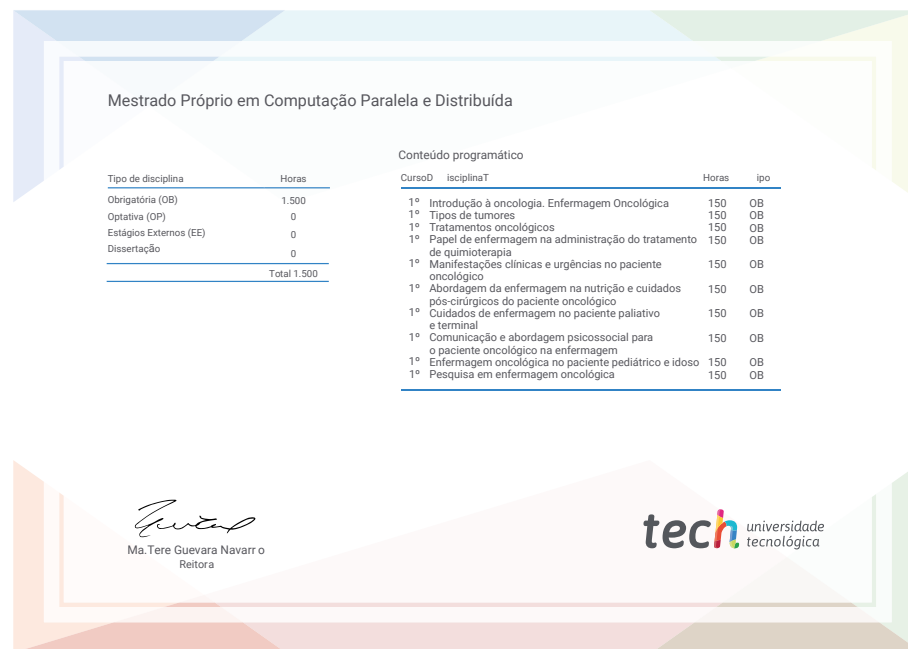 Mestrado Próprio em Computação Paralela e Distribuída
Tipo de disciplina Horas
Obrigatória (OB) 1.500
Optativa (OP) 0
Estágios Externos (EE) 0
Dissertação 0
Total 1.500
Conteúdo programático
CursoD isciplinaT Horas ipo
1º Introdução à oncologia. Enfermagem Oncológica 150 OB
1º Tipos de tumores 150 OB
1º Tratamentos oncológicos 150 OB
1º Papel de enfermagem na administração do tratamento 150 OB
de quimioterapia
1º Manifestações clínicas e urgências no paciente 150 OB
oncológico
1º Abordagem da enfermagem na nutrição e cuidados 150 OB
pós-cirúrgicos do paciente oncológico
1º Cuidados de enfermagem no paciente paliativo 150 OB
e terminal
1º Comunicação e abordagem psicossocial para 150 OB
o paciente oncológico na enfermagem
1º Enfermagem oncológica no paciente pediátrico e idoso 150 OB
1º Pesquisa em enfermagem oncológica 150 OB
Ma.Tere Guevara Navarr o
Reitora
tech universidade
tecnológica